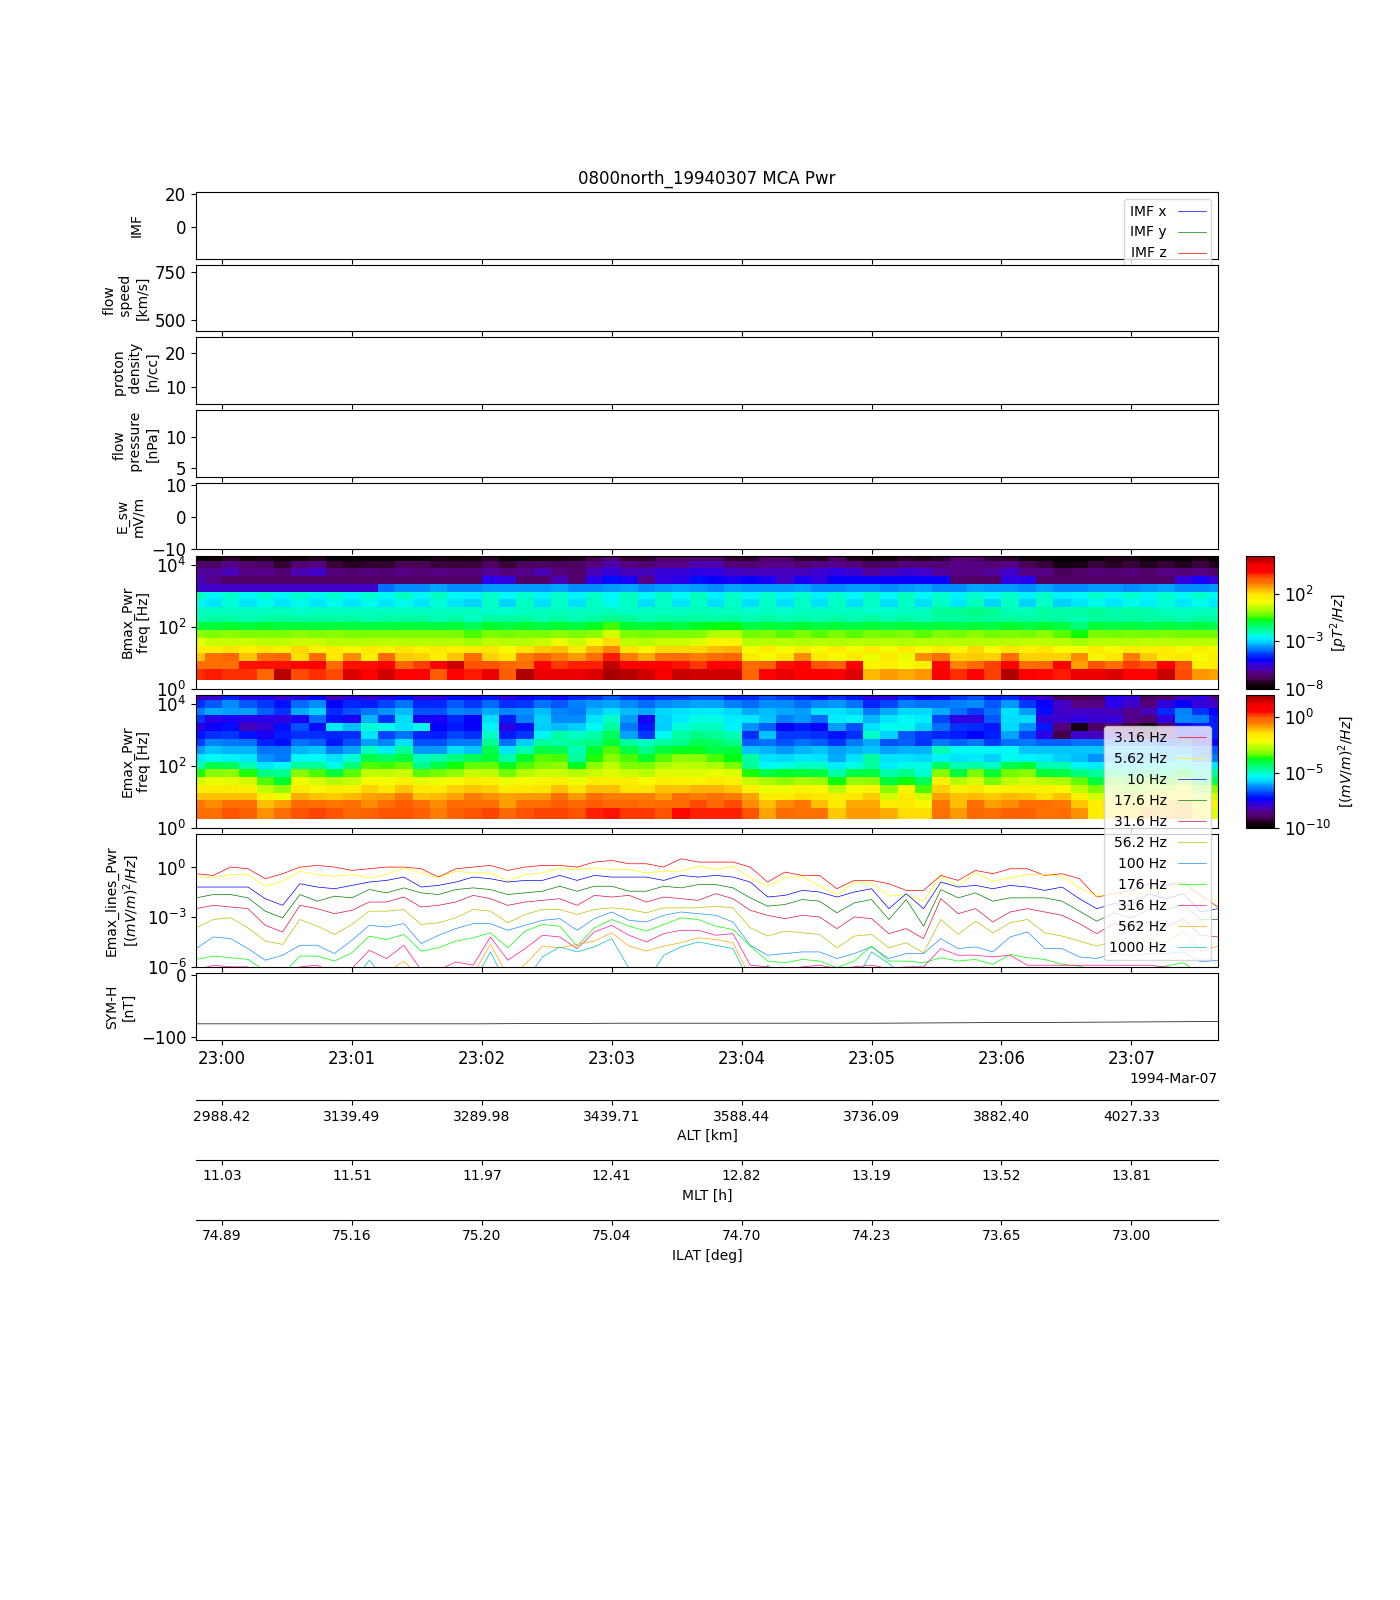 0800north_19940307 MCA Pwr
20
0
IMF
IMF x
IMF y
IMF z
750
500
flow
speed
[km/s]
20
10
proton
density
[n/cc]
10
5
flow
pressure
[nPa]
10
0
−10
E_sw
mV/m
10^4
10^2
10^0
Bmax_Pwr
freq [Hz]
10^2
10^−3
10^−8
[pT^2/Hz]
10^4
10^2
10^0
Emax_Pwr
freq [Hz]
10^0
10^−5
10^−10
[(mV/m)^2/Hz]
3.16 Hz
5.62 Hz
10 Hz
17.6 Hz
31.6 Hz
56.2 Hz
100 Hz
176 Hz
316 Hz
562 Hz
1000 Hz
10^0
10^−3
10^−6
Emax_lines_Pwr
[(mV/m)^2/Hz]
0
−100
SYM-H
[nT]
23:00 23:01 23:02 23:03 23:04 23:05 23:06 23:07
1994-Mar-07
2988.42 3139.49 3289.98 3439.71 3588.44 3736.09 3882.40 4027.33
ALT [km]
11.03 11.51 11.97 12.41 12.82 13.19 13.52 13.81
MLT [h]
74.89 75.16 75.20 75.04 74.70 74.23 73.65 73.00
ILAT [deg]